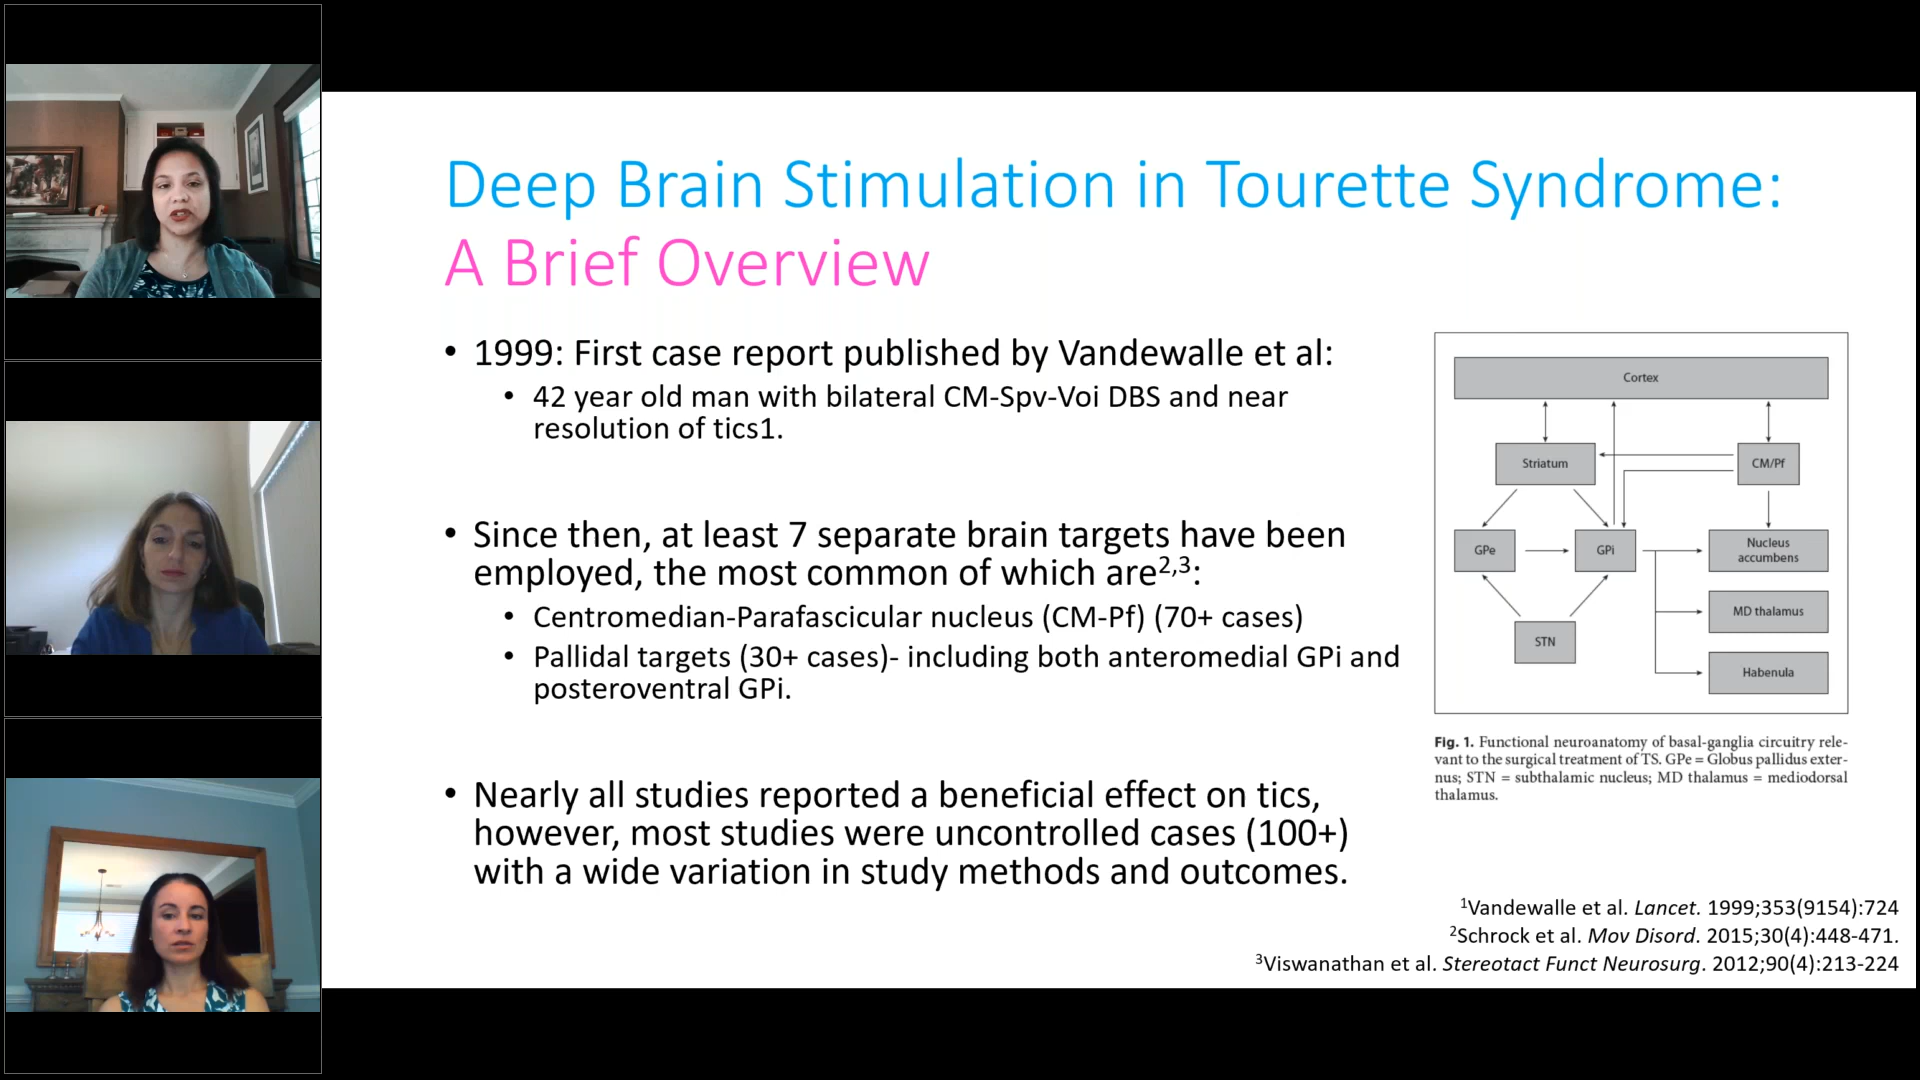 Deep Brain Stimulation in Tourette Syndrome:
A Brief Overview
• 1999: First case report published by Vandewalle et al:
• 42 year old man with bilateral CM-Spv-Voi DBS and near
resolution of tics1.
• Since then, at least 7 separate brain targets have been
employed, the most common of which are2,3:
• Centromedian-Parafascicular nucleus (CM-Pf) (70+ cases)
• Pallidal targets (30+ cases)- including both anteromedial GPi and
posteroventral GPi.
• Nearly all studies reported a beneficial effect on tics,
however, most studies were uncontrolled cases (100+)
with a wide variation in study methods and outcomes.
Cortex
Striatum
CM/Pf
GPe
GPi
Nucleus
accumbens
MD thalamus
STN
Habenula
Fig. 1. Functional neuroanatomy of basal-ganglia circuitry rele-
vant to the surgical treatment of TS. GPe = Globus pallidus exter-
nus; STN = subthalamic nucleus; MD thalamus = mediodorsal
thalamus.
1Vandewalle et al. Lancet. 1999;353(9154):724
2Schrock et al. Mov Disord. 2015;30(4):448-471.
3Viswanathan et al. Stereotact Funct Neurosurg. 2012;90(4):213-224